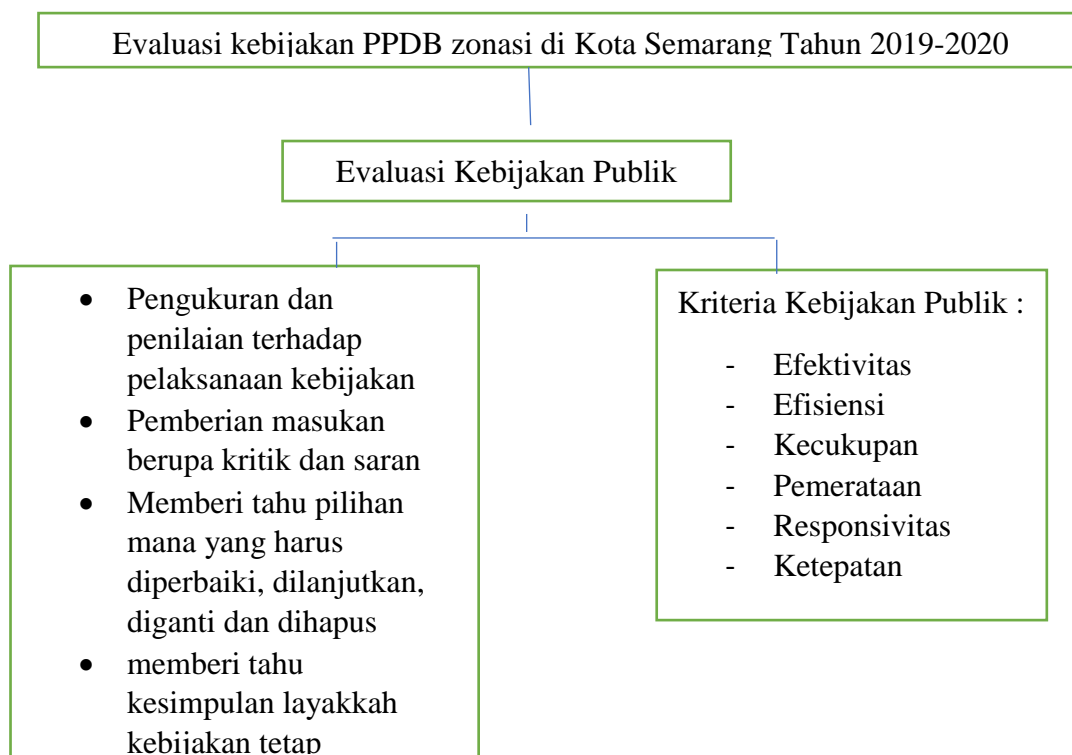 Evaluasi kebijakan PPDB zonasi di Kota Semarang Tahun 2019-2020
Evaluasi Kebijakan Publik
• Pengukuran dan
penilaian terhadap
pelaksanaan kebijakan
• Pemberian masukan
berupa kritik dan saran
• Memberi tahu pilihan
mana yang harus
diperbaiki, dilanjutkan,
diganti dan dihapus
• memberi tahu
kesimpulan layakkah
kebijakan tetap
Kriteria Kebijakan Publik :
- Efektivitas
- Efisiensi
- Kecukupan
- Pemerataan
- Responsivitas
- Ketepatan